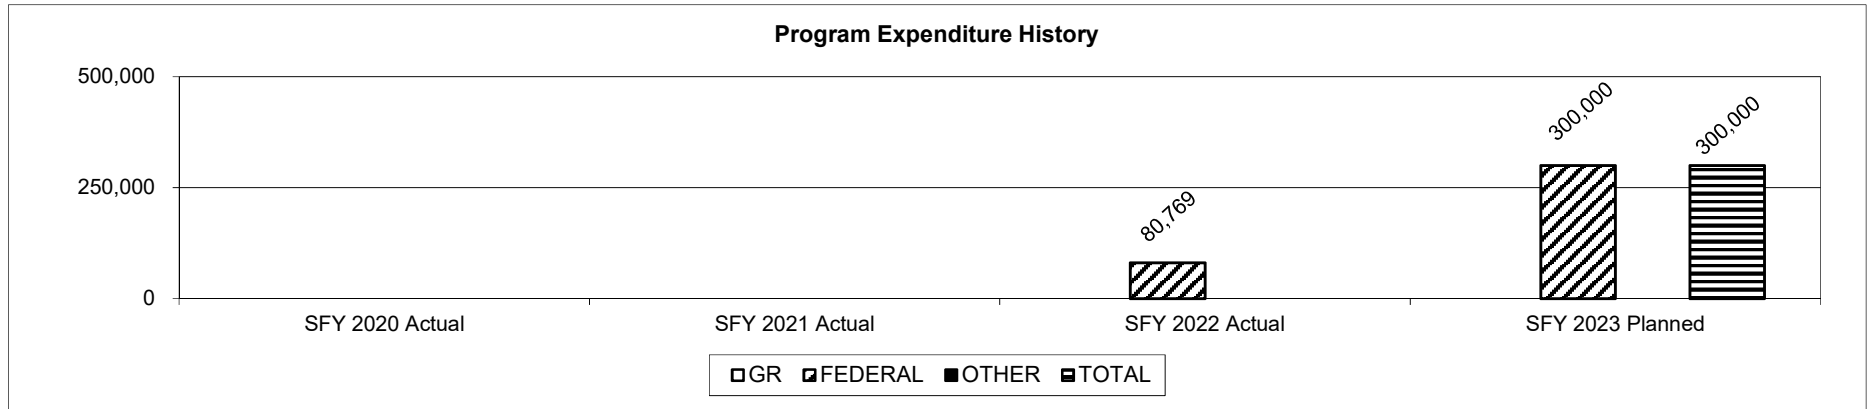 Program Expenditure History
500,000
250,000
0
80,769
300,000
300,000
SFY 2020 Actual
SFY 2021 Actual
SFY 2022 Actual
SFY 2023 Planned
GR FEDERAL OTHER TOTAL